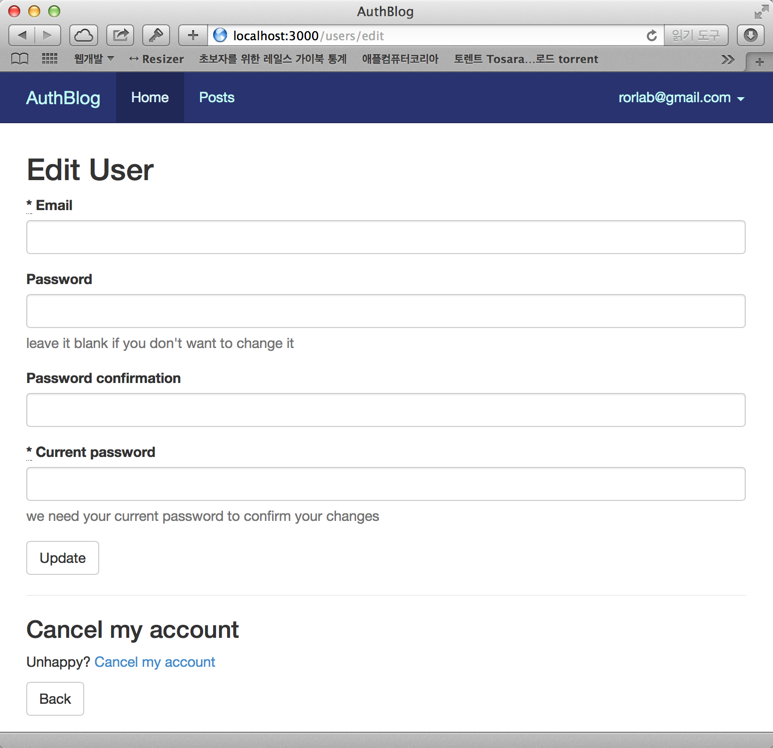 AuthBlog
localhost:3000/users/edit
읽기 도구
웹개발 Resizer 초보자를 위한 레일스 가이북 통계 애플컴퓨터코리아 토렌트 Tosara...로드 torrent
AuthBlog Home Posts rorlab@gmail.com
Edit User
* Email
Password
leave it blank if you don't want to change it
Password confirmation
* Current password
we need your current password to confirm your changes
Update
Cancel my account
Unhappy? Cancel my account
Back